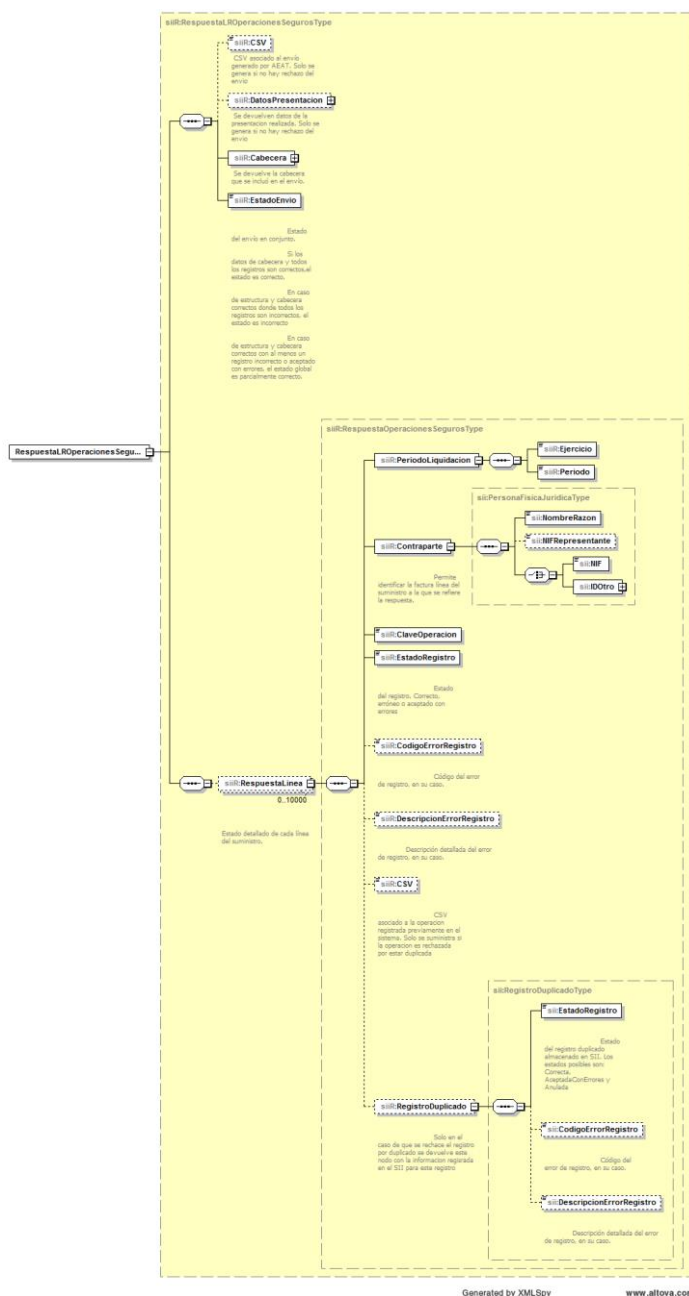 siiR:RespuestaLROperacionesSegurosType
siiR:CSV
CSV asociado al envío
generado por AEAT. Solo se
genera si no hay rechazo del
envio
siiR:DatosPresentacion
Se devuelven datos de la
presentacion realizada. Solo se
genera si no hay rechazo del
envio
siiR:Cabecera
Se devuelve la cabecera
que se incluó en el envío.
siiR:EstadoEnvio
Estado
del envío en conjunto.
Si los
datos de cabecera y todos
los registros son correctos,el
estado es correcto.
En caso
de estructura y cabecera
correctos donde todos los
registros son incorrectos, el
estado es incorrecto
En caso
de estructura y cabecera
correctos con al menos un
registro incorrecto o aceptado
con errores, el estado global
es parcialmente correcto.
RespuestaLROperacionesSegu...
siiR:RespuestaOperacionesSegurosType
siiR:PeriodoLiquidacion
siiR:Ejercicio
siiR:Periodo
sii:PersonaFisicaJuridicaType
siiR:Contraparte
sii:NombreRazon
sii:NIFRepresentante
sii:NIF
sii:IDOtro
Permite
identificar la factura línea del
suministro a la que se refiere
la respuesta.
siiR:ClaveOperacion
siiR:EstadoRegistro
Estado
del registro. Correcto,
erróneo o aceptado con
errores
siiR:CodigoErrorRegistro
Código del error
de registro, en su caso.
siiR:RespuestaLinea
0..10000
Estado detallado de cada línea
del suministro.
siiR:DescripcionErrorRegistro
Descripción detallada del error
de registro, en su caso.
siiR:CSV
CSV
asociado a la operacion
registrada previamente en el
sistema. Solo se suministra si
la operacion es rechazada
por estar duplicada
sii:RegistroDuplicadoType
sii:EstadoRegistro
Estado
del registro duplicado
almacenado en SII. Los
estados posibles son:
Correcta,
AceptadaConErrores y
Anulada
siiR:RegistroDuplicado
Solo en el
caso de que se rechace el registro
por duplicado se devuelve este
nodo con la informacion registrada
en el SII para este registro
sii:CodigoErrorRegistro
Código del
error de registro, en su caso.
sii:DescripcionErrorRegistro
Descripción detallada del error
de registro, en su caso.
Generated by XMLSpy
www.altova.com